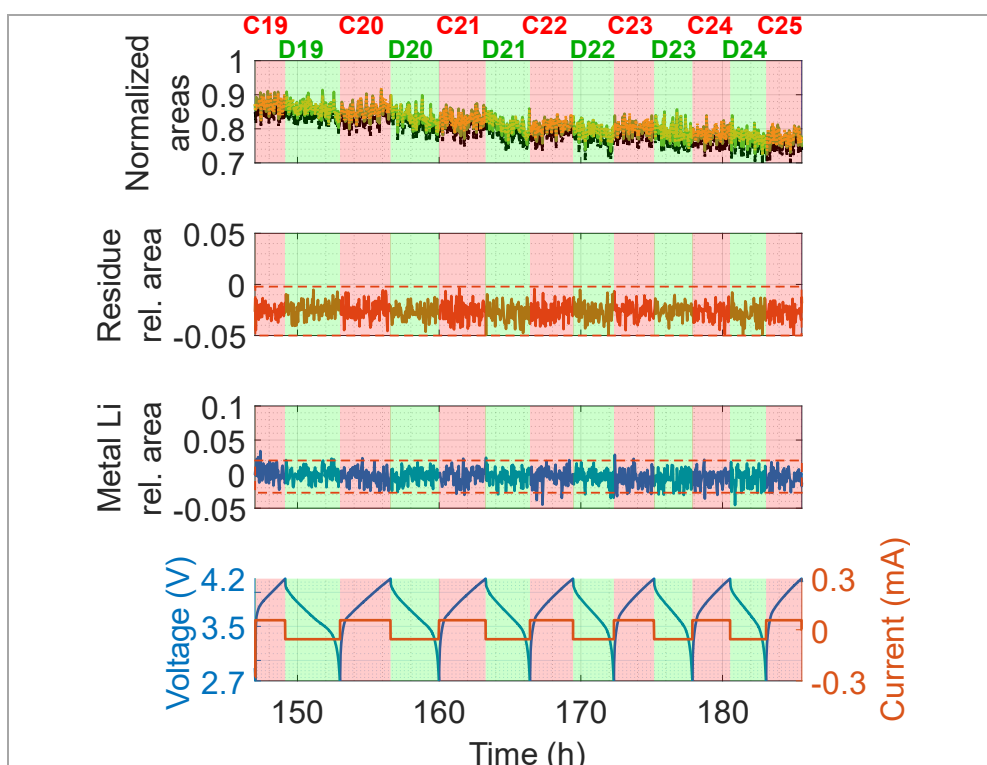 C19 C20 C21 C22 C23 C24 C25
D19 D20 D21 D22 D23 D24
Normalized
areas
1
0.9
0.8
0.7
Residue
rel. area
0.05
0
-0.05
Metal Li
rel. area
0.1
0.05
0
-0.05
Voltage (V)
4.2
3.5
2.7
0.3
0
-0.3
Current (mA)
150 160 170 180
Time (h)